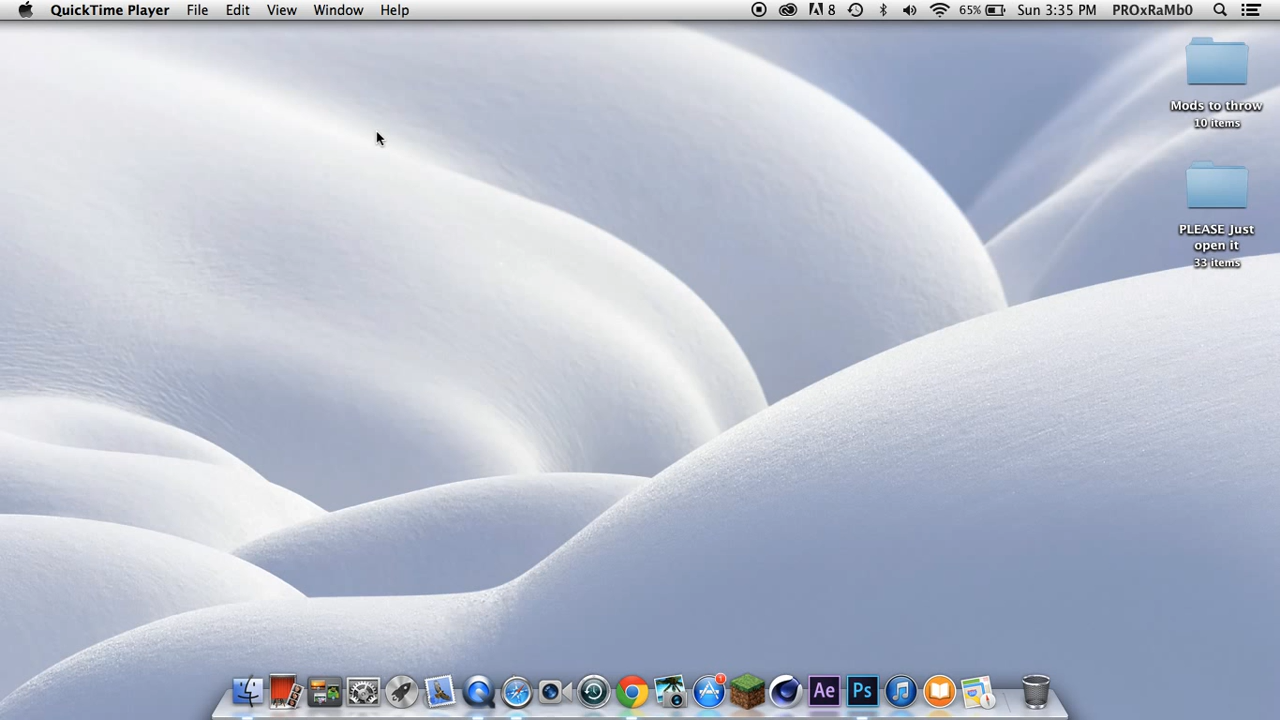 QuickTime Player File Edit View Window Help 8 65% Sun 3:35 PM PROxRaMb0
Mods to throw
10 items
PLEASE Just
open it
33 items
1
Ae Ps